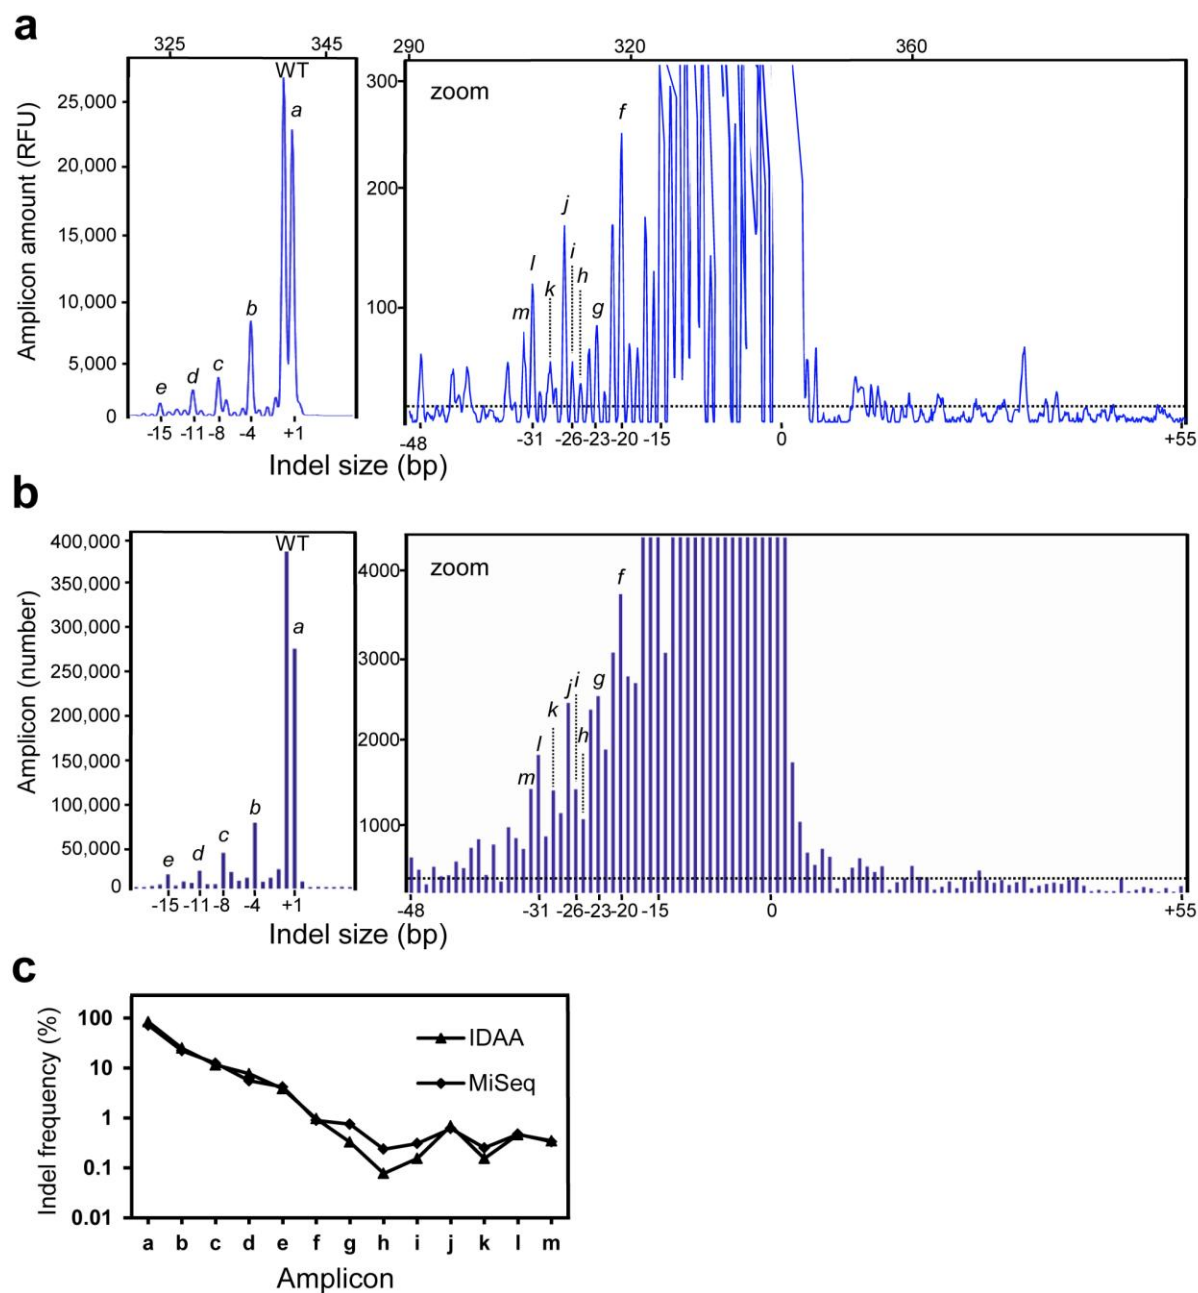 a
325 345
290 320 360
Amplicon amount (RFU)
25,000
20,000
15,000
10,000
5,000
0
WT
a
b
c
d
e
-15 -11 -8 -4 +1
zoom
300
200
100
f
j
i
h
l
k
m
g
-48 -31 -26 -23 -20 -15 0 +55
Indel size (bp)
b
Amplicon (number)
400,000
350,000
300,000
250,000
200,000
150,000
100,000
50,000
0
WT
a
b
c
d
e
-15 -11 -8 -4 +1
zoom
4000
3000
2000
1000
f
j i g
k
h
l
m
-48 -31 -26-23-20 -15 0 +55
Indel size (bp)
c
Indel frequency (%)
100
10
1
0.1
0.01
IDAA
MiSeq
a b c d e f g h i j k l m
Amplicon